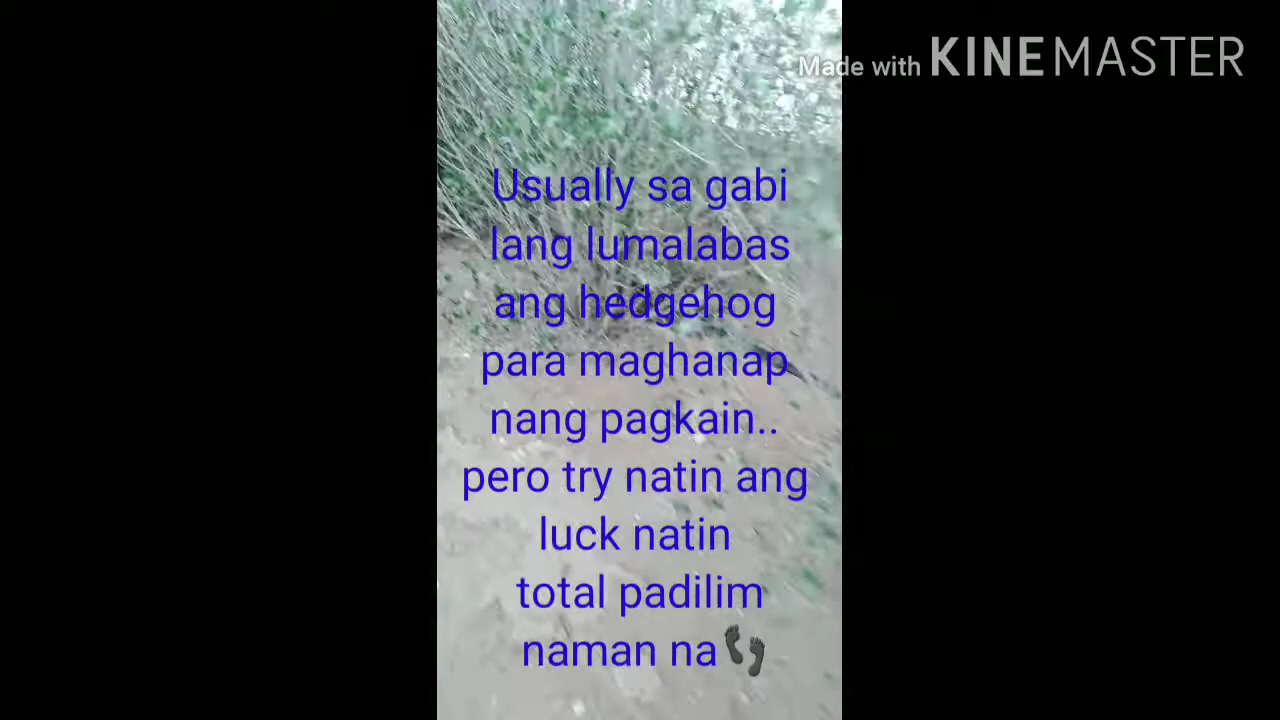 Made with KINEMASTER
Usually sa gabi
lang lumalabas
ang hedgehog
para maghanap
nang pagkain..
pero try natin ang
luck natin
total padilim
naman na👣